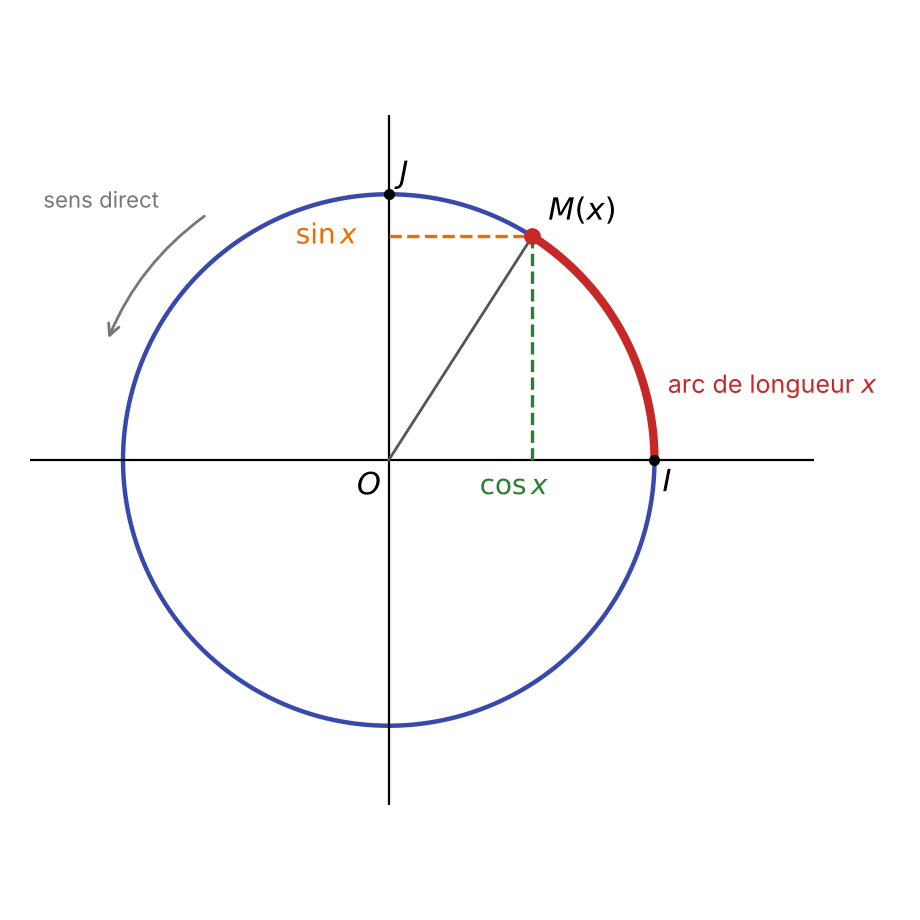 J
sens direct
M(x)
sin x
arc de longueur x
O
cos x
I